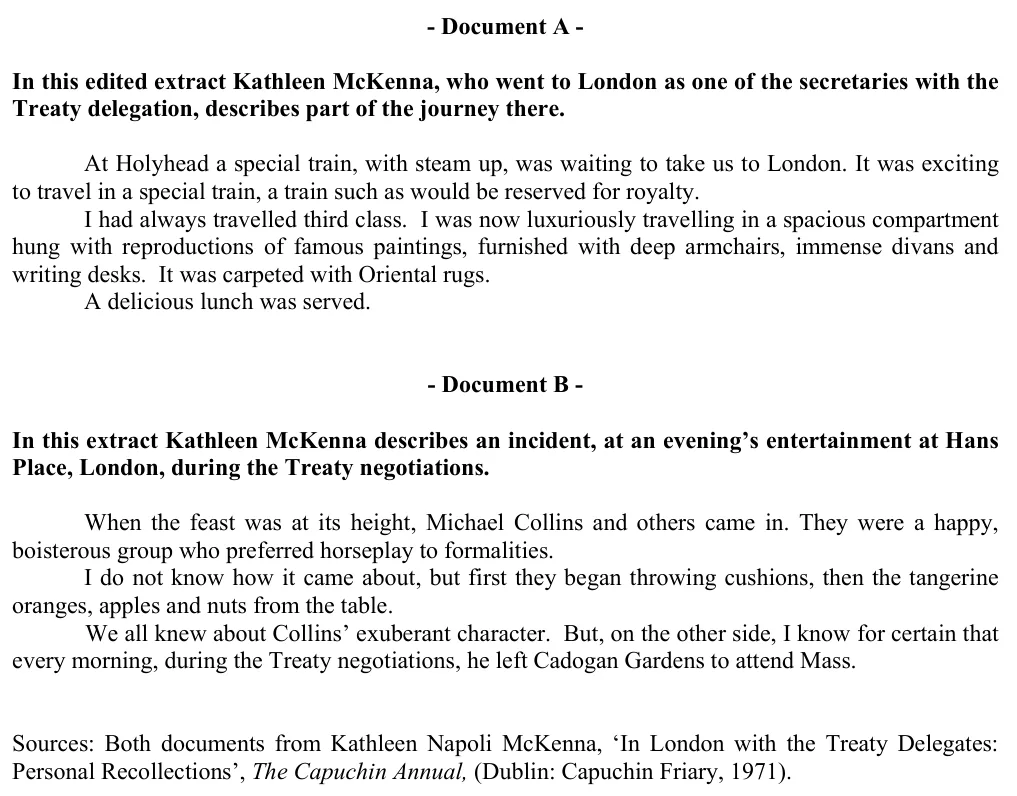 - Document A -
In this edited extract Kathleen McKenna, who went to London as one of the secretaries with the
Treaty delegation, describes part of the journey there.
At Holyhead a special train, with steam up, was waiting to take us to London. It was exciting
to travel in a special train, a train such as would be reserved for royalty.
I had always travelled third class. I was now luxuriously travelling in a spacious compartment
hung with reproductions of famous paintings, furnished with deep armchairs, immense divans and
writing desks. It was carpeted with Oriental rugs.
A delicious lunch was served.
- Document B -
In this extract Kathleen McKenna describes an incident, at an evening’s entertainment at Hans
Place, London, during the Treaty negotiations.
When the feast was at its height, Michael Collins and others came in. They were a happy,
boisterous group who preferred horseplay to formalities.
I do not know how it came about, but first they began throwing cushions, then the tangerine
oranges, apples and nuts from the table.
We all knew about Collins’ exuberant character. But, on the other side, I know for certain that
every morning, during the Treaty negotiations, he left Cadogan Gardens to attend Mass.
Sources: Both documents from Kathleen Napoli McKenna, ‘In London with the Treaty Delegates:
Personal Recollections’, The Capuchin Annual, (Dublin: Capuchin Friary, 1971).